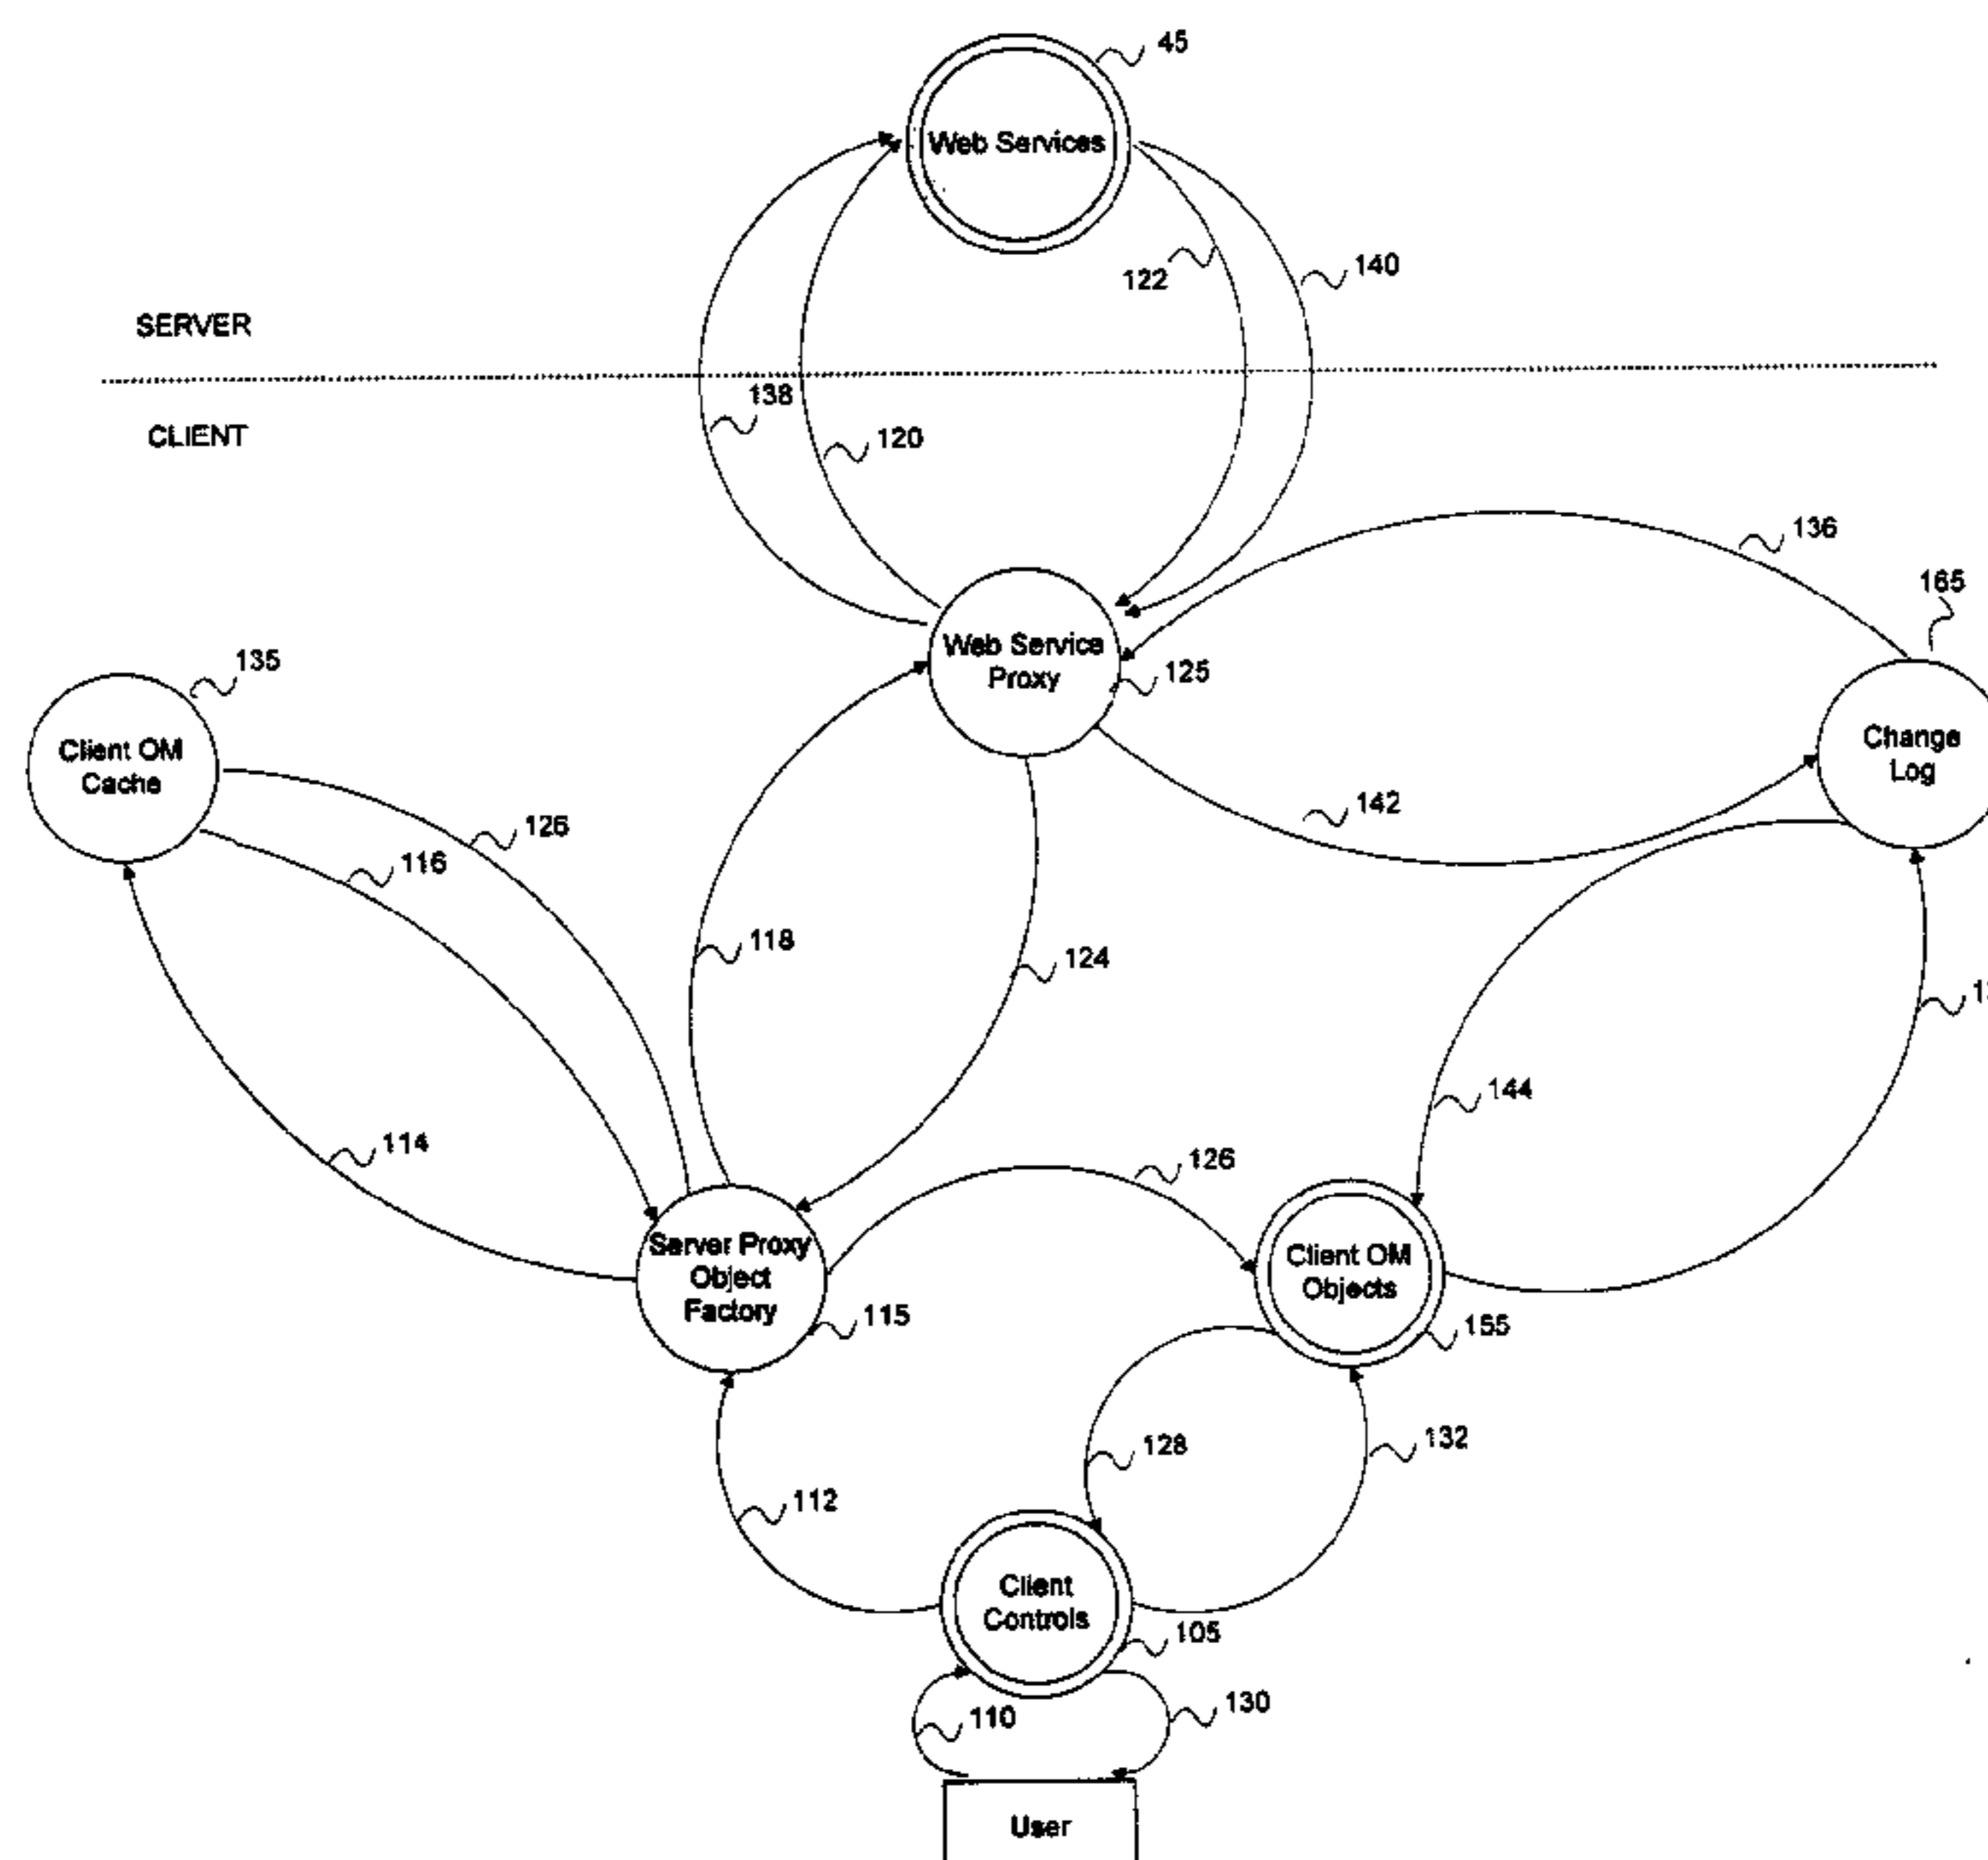 45
Web Services
122
140
SERVER
138
CLIENT
120
136
165
135
Web Service
Proxy
125
Client OM
Cache
Change
Log
142
126
116
118
124
144
114
126
Server Proxy
Object
Factory
Client OM
Objects
115
155
128
132
112
Client
Controls
105
110
130
User